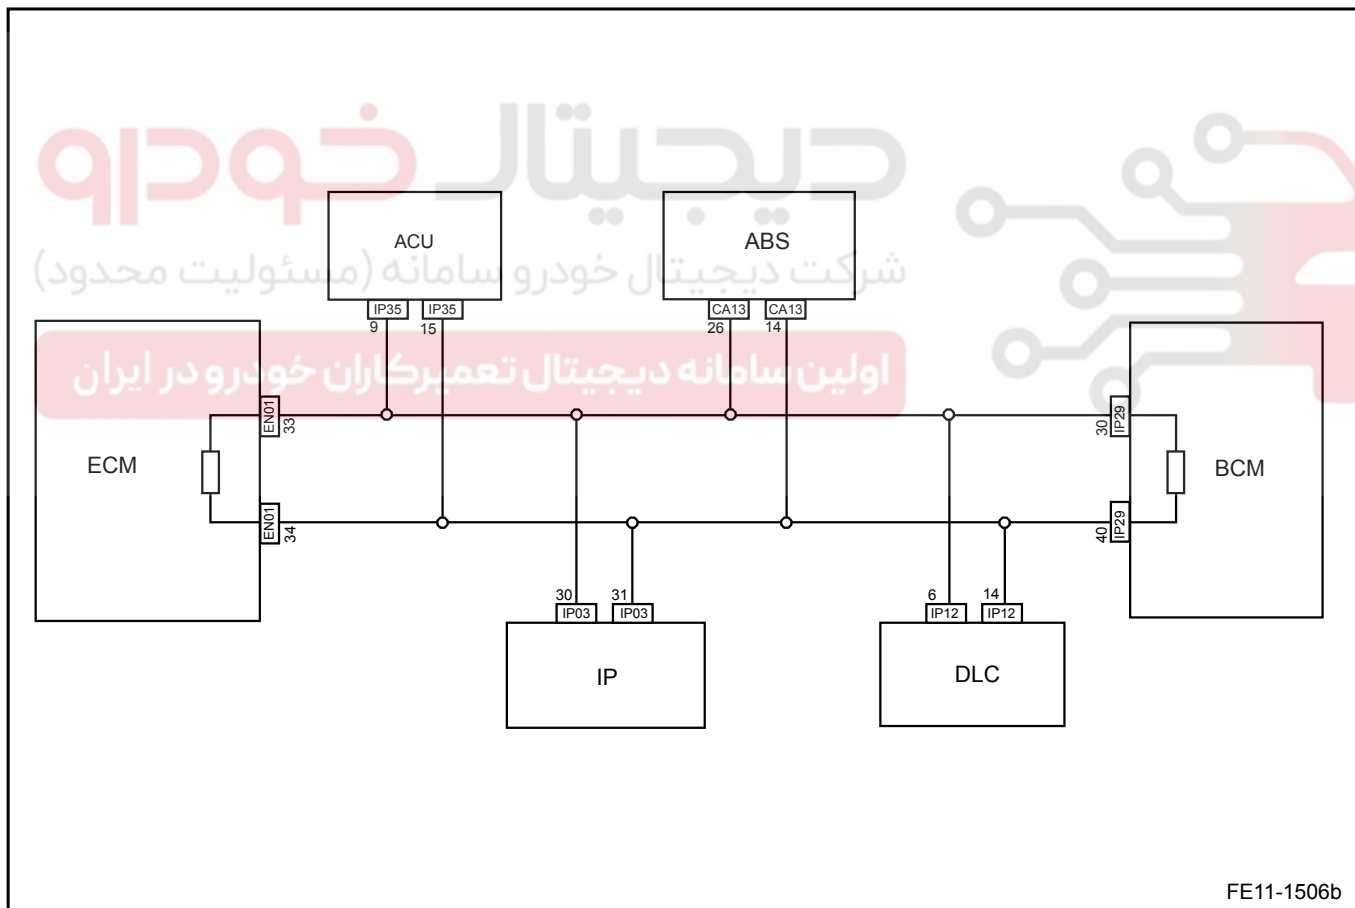 دیجیتال خودرو
شرکت دیجیتال خودرو سامانه (مسئولیت محدود)
اولین سامانه دیجیتال تعمیرکاران خودرو در ایران
ACU
ABS
IP35 IP35
CA13 CA13
9 15
26 14
ECM
EN01
33
EN01
34
BCM
30
IP29
40
IP29
30 31
IP03 IP03
IP
6 14
IP12 IP12
DLC
FE11-1506b